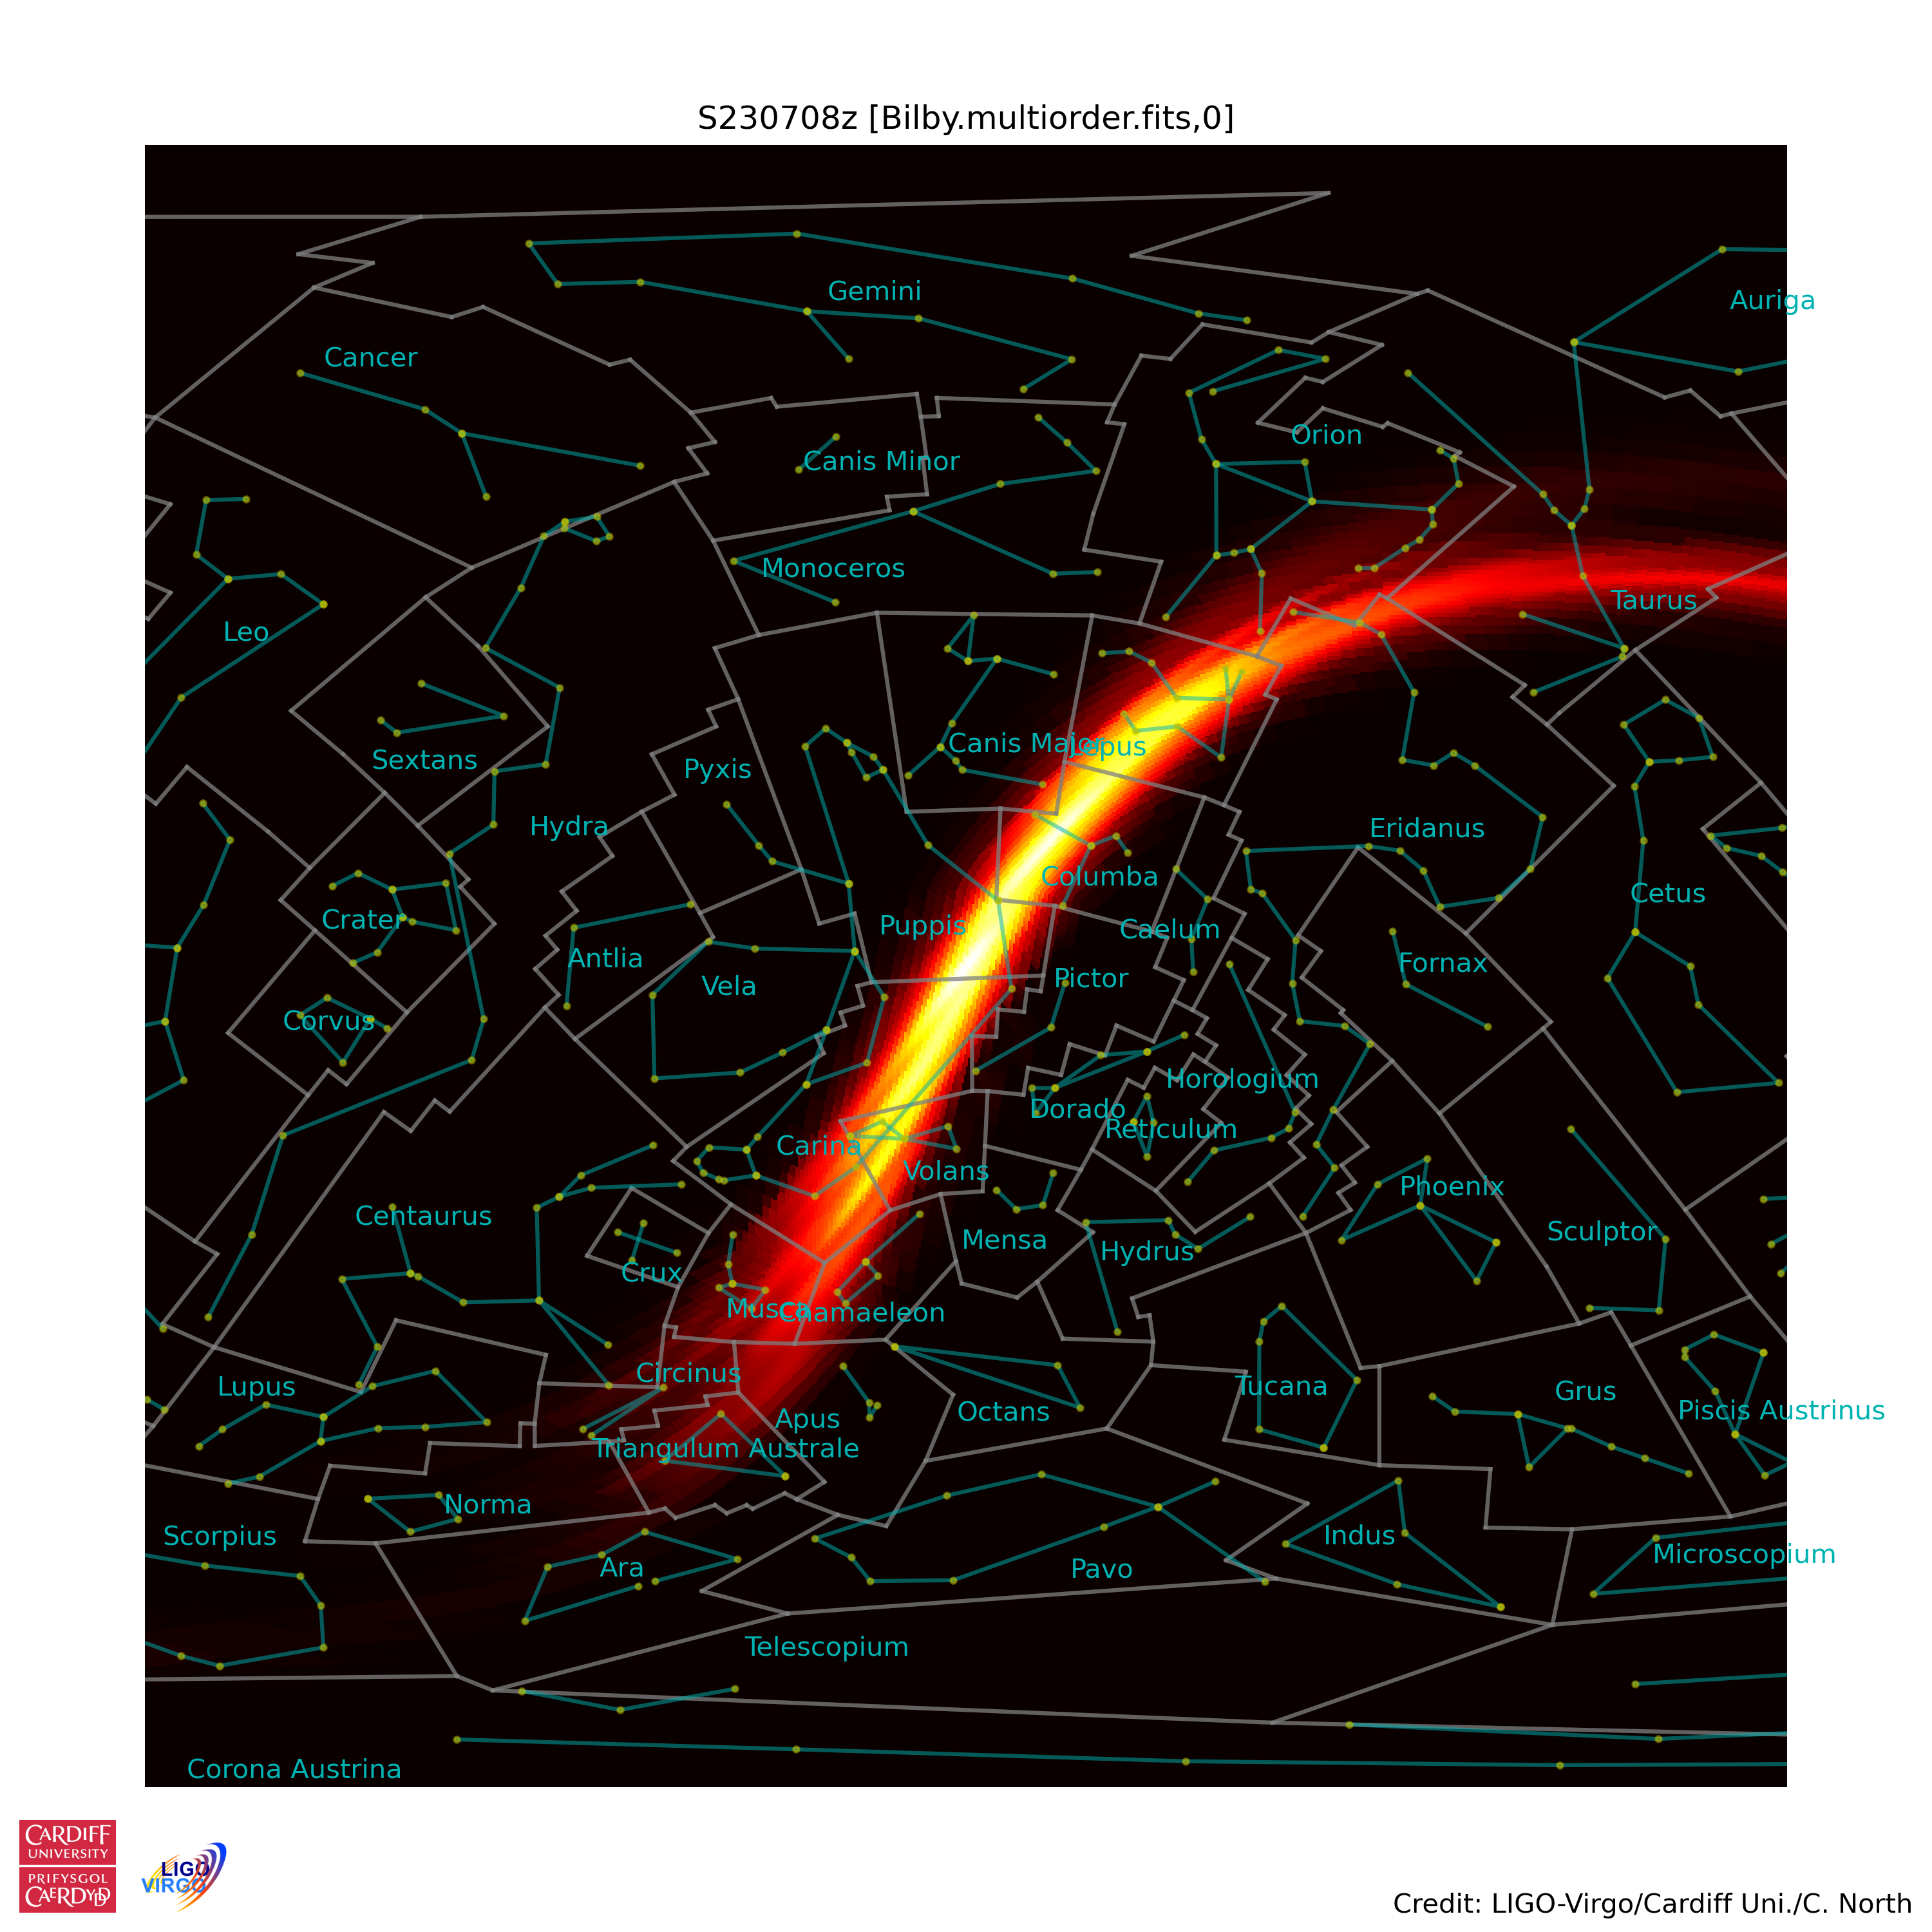 S230708z [Bilby.multiorder.fits,0]
Gemini
Auriga
Cancer
Orion
Canis Minor
Monoceros
Taurus
Leo
Canis Major
Lepus
Sextans
Pyxis
Hydra
Eridanus
Columba
Cetus
Crater
Puppis
Caelum
Antlia
Fornax
Vela
Pictor
Corvus
Horologium
Dorado
Reticulum
Carina
Volans
Phoenix
Centaurus
Sculptor
Mensa
Hydrus
Crux
Musca
Chamaeleon
Circinus
Lupus
Tucana
Grus
Octans
Piscis Austrinus
Apus
Triangulum Australe
Norma
Scorpius
Indus
Microscopium
Ara
Pavo
Telescopium
Corona Austrina
CARDIFF
UNIVERSITY
PRIFYSGOL
CAERDYDD
LIGO
VIRGO
Credit: LIGO-Virgo/Cardiff Uni./C. North